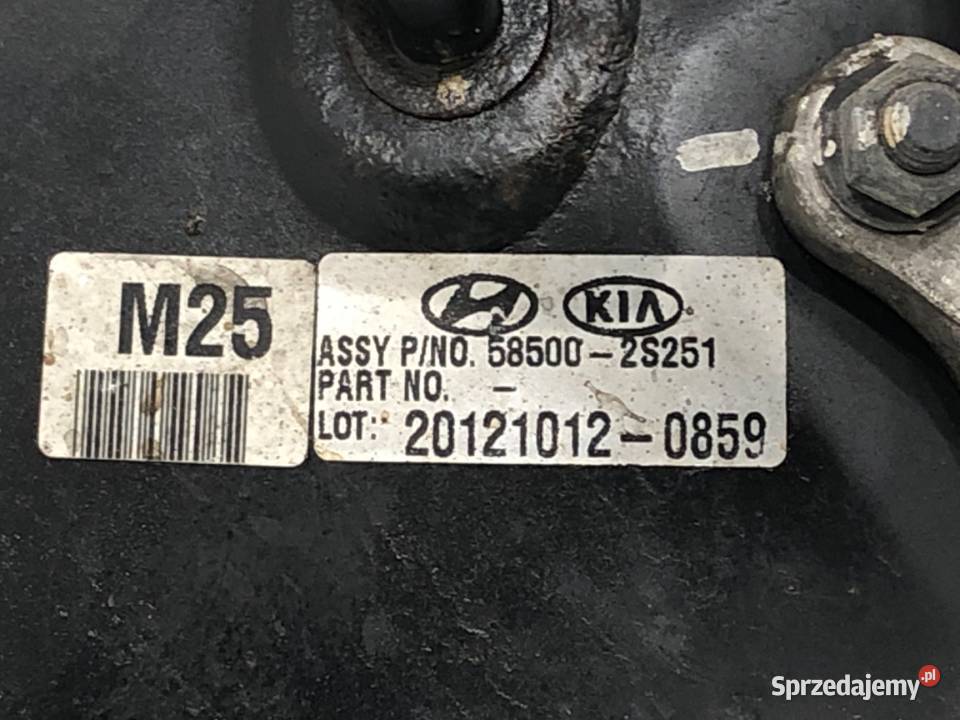 M25
KIA
ASSY P/NO. 58500-2S251
PART NO. -
LOT: 20121012-0859
Sprzedajemy.pl